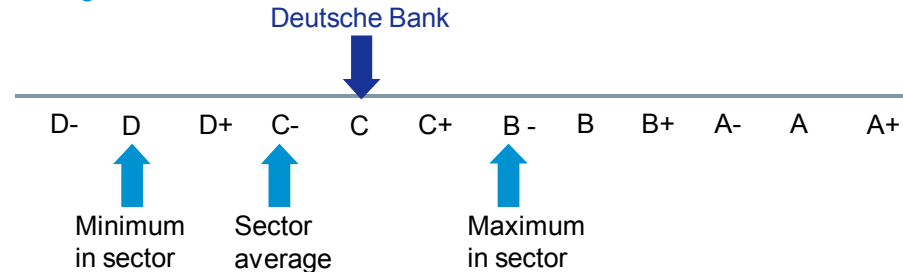 Deutsche Bank
D- D D+ C- C C+ B - B B+ A- A A+
Minimum Sector Maximum
in sector average in sector